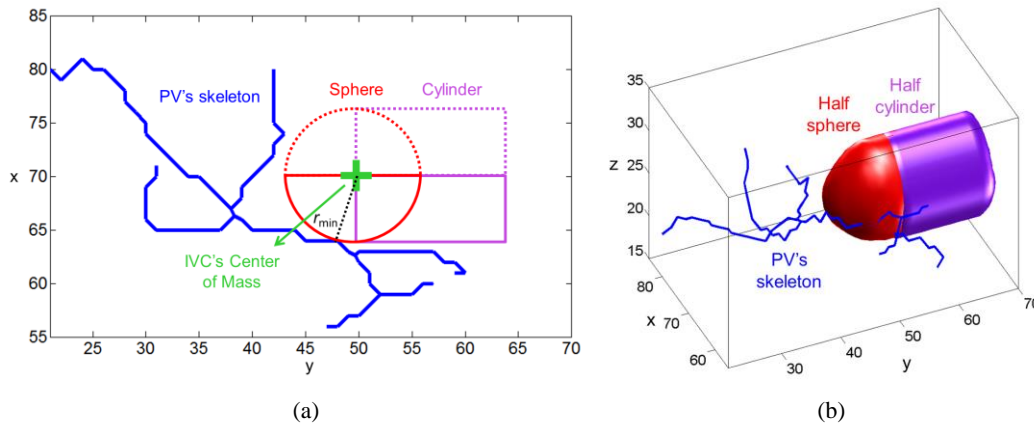 85
80
75
70
65
60
55
x
25
30
35
40
45
50
55
60
65
70
y
PV's skeleton
Sphere
Cylinder
rmin
IVC's Center
of Mass
(a)
35
30
25
20
15
z
80
70
60
x
30
40
50
60
70
y
Half
sphere
Half
cylinder
PV's
skeleton
(b)